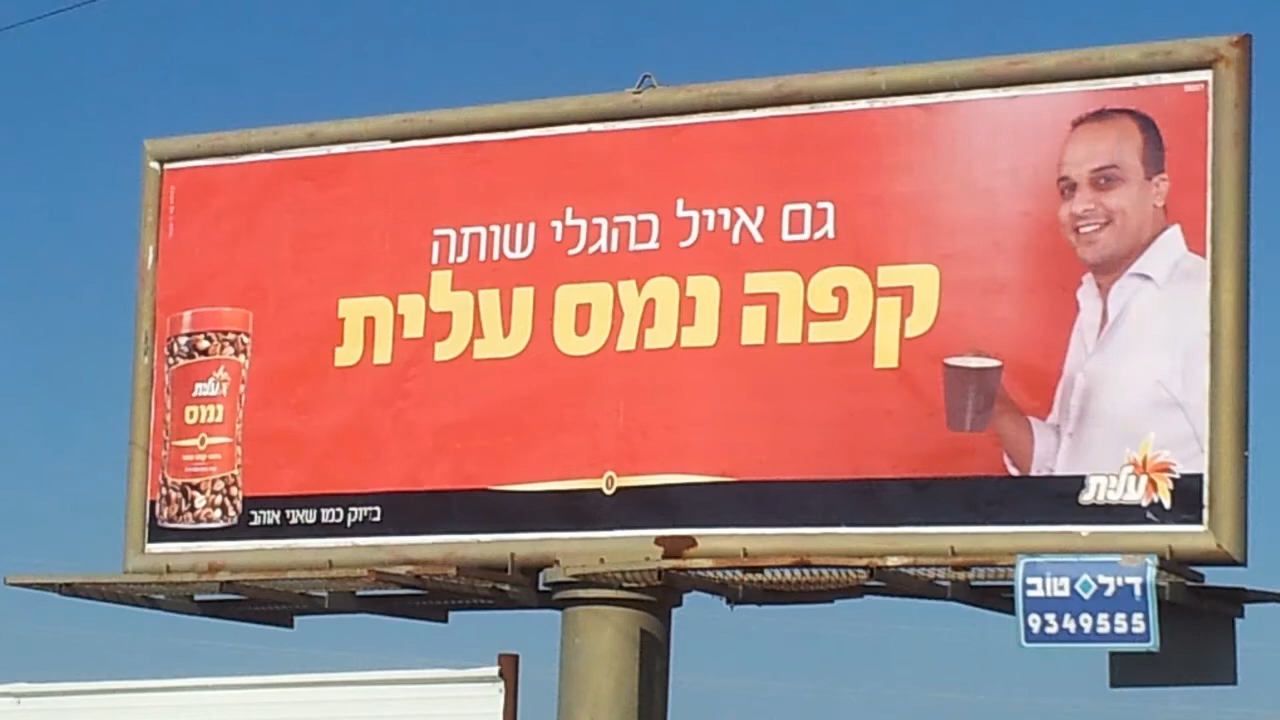 גם אייל בהגלי שותה
קפה נמס עלית
עלית
נמס
בדיוק כמו שאני אוהב
עלית
דיל טוב
9349555